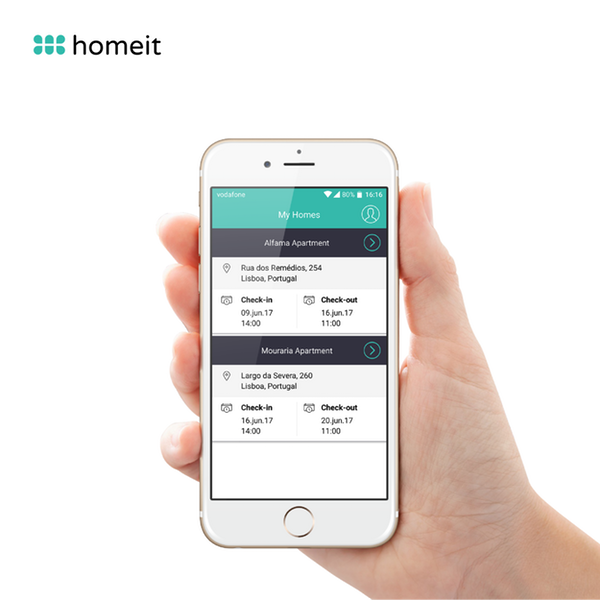 homeit
vodafone 80% 16:16
My Homes
Alfama Apartment
Rua dos Remédios, 254
Lisboa, Portugal
Check-in Check-out
09.jun.17 16.jun.17
14:00 11:00
Mouraria Apartment
Largo da Severa, 260
Lisboa, Portugal
Check-in Check-out
16.jun.17 20.jun.17
14:00 11:00